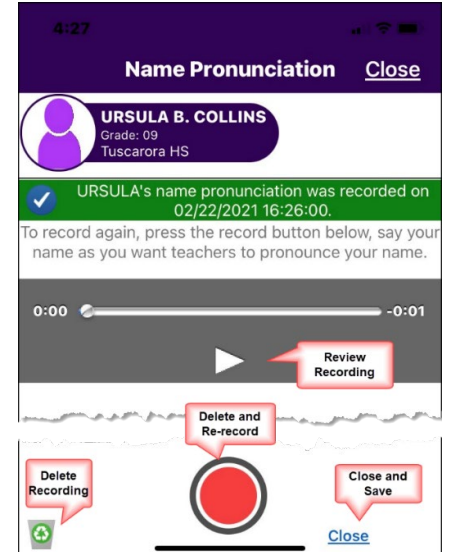 4:27
Name Pronunciation Close
URSULA B. COLLINS
Grade: 09
Tuscarora HS
URSULA's name pronunciation was recorded on
02/22/2021 16:26:00.
To record again, press the record button below, say your
name as you want teachers to pronounce your name.
0:00 -0:01
Review
Recording
Delete and
Re-record
Delete
Recording
Close and
Save
Close